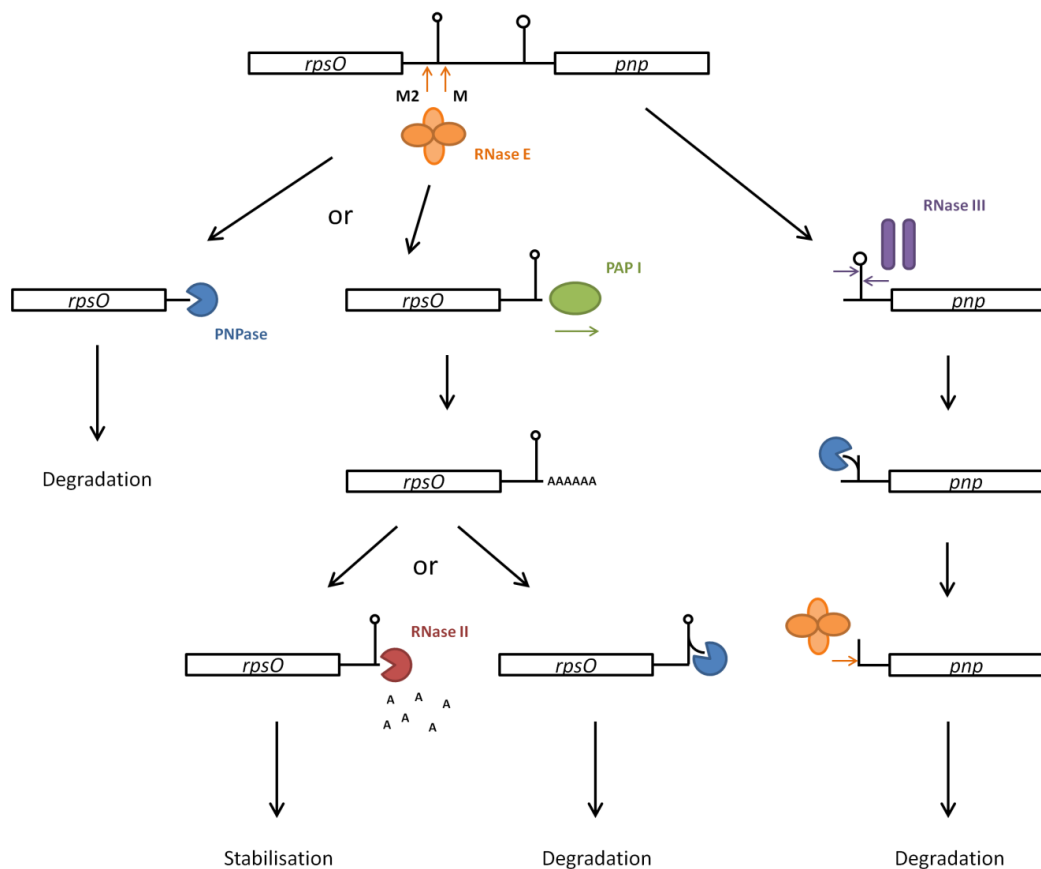 rpsO pnp
M2 M
RNase E
or
RNase III
PAP I
rpsO rpsO pnp
PNPase
Degradation
rpsO AAAAAA pnp
or
RNase II
rpsO rpsO pnp
A A A
A A A
Stabilisation Degradation Degradation